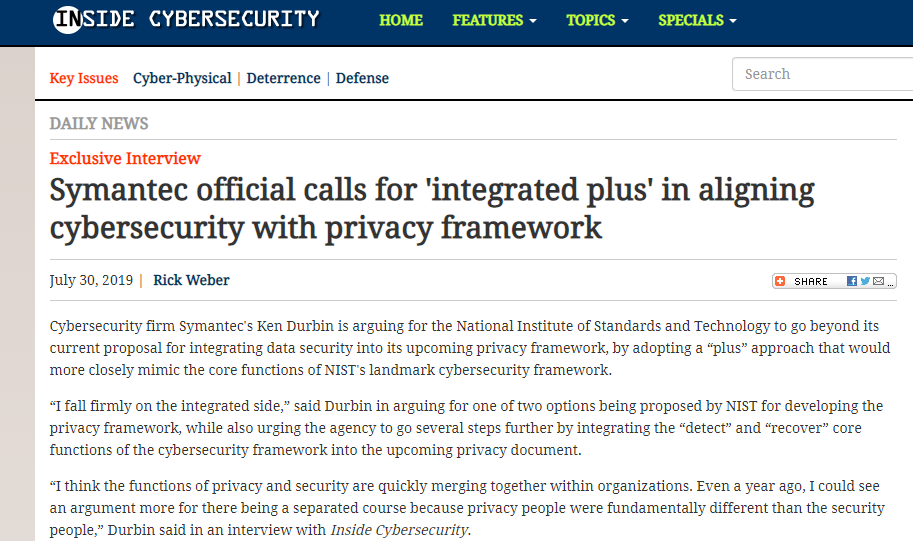 INSIDE CYBERSECURITY HOME FEATURES TOPICS SPECIALS
Key Issues Cyber-Physical | Deterrence | Defense Search
DAILY NEWS
Exclusive Interview
Symantec official calls for 'integrated plus' in aligning
cybersecurity with privacy framework
July 30, 2019 | Rick Weber SHARE ...
Cybersecurity firm Symantec's Ken Durbin is arguing for the National Institute of Standards and Technology to go beyond its
current proposal for integrating data security into its upcoming privacy framework, by adopting a “plus” approach that would
more closely mimic the core functions of NIST's landmark cybersecurity framework.
“I fall firmly on the integrated side,” said Durbin in arguing for one of two options being proposed by NIST for developing the
privacy framework, while also urging the agency to go several steps further by integrating the “detect” and “recover” core
functions of the cybersecurity framework into the upcoming privacy document.
“I think the functions of privacy and security are quickly merging together within organizations. Even a year ago, I could see
an argument more for there being a separated course because privacy people were fundamentally different than the security
people,” Durbin said in an interview with Inside Cybersecurity.